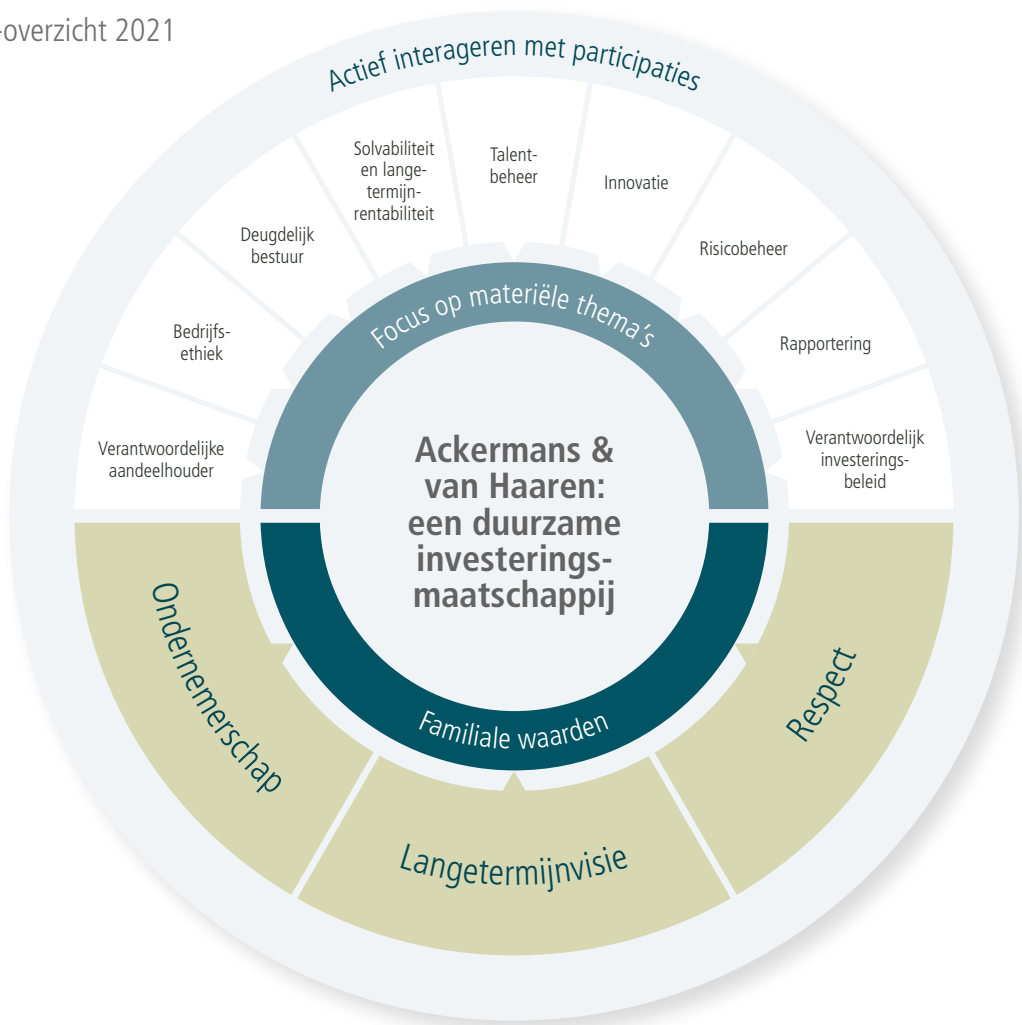 -overzicht 2021
Actief interageren met participaties
Verantwoordelijke
aandeelhouder
Bedrijfs-
ethiek
Deugdelijk
bestuur
Solvabiliteit
en lange-
termijn-
rentabiliteit
Talent-
beheer
Innovatie
Risicobeheer
Rapportering
Verantwoordelijk
investerings-
beleid
Focus op materiële thema's
Ackermans &
van Haaren:
een duurzame
investerings-
maatschappij
Familiale waarden
Ondernemerschap
Langetermijnvisie
Respect